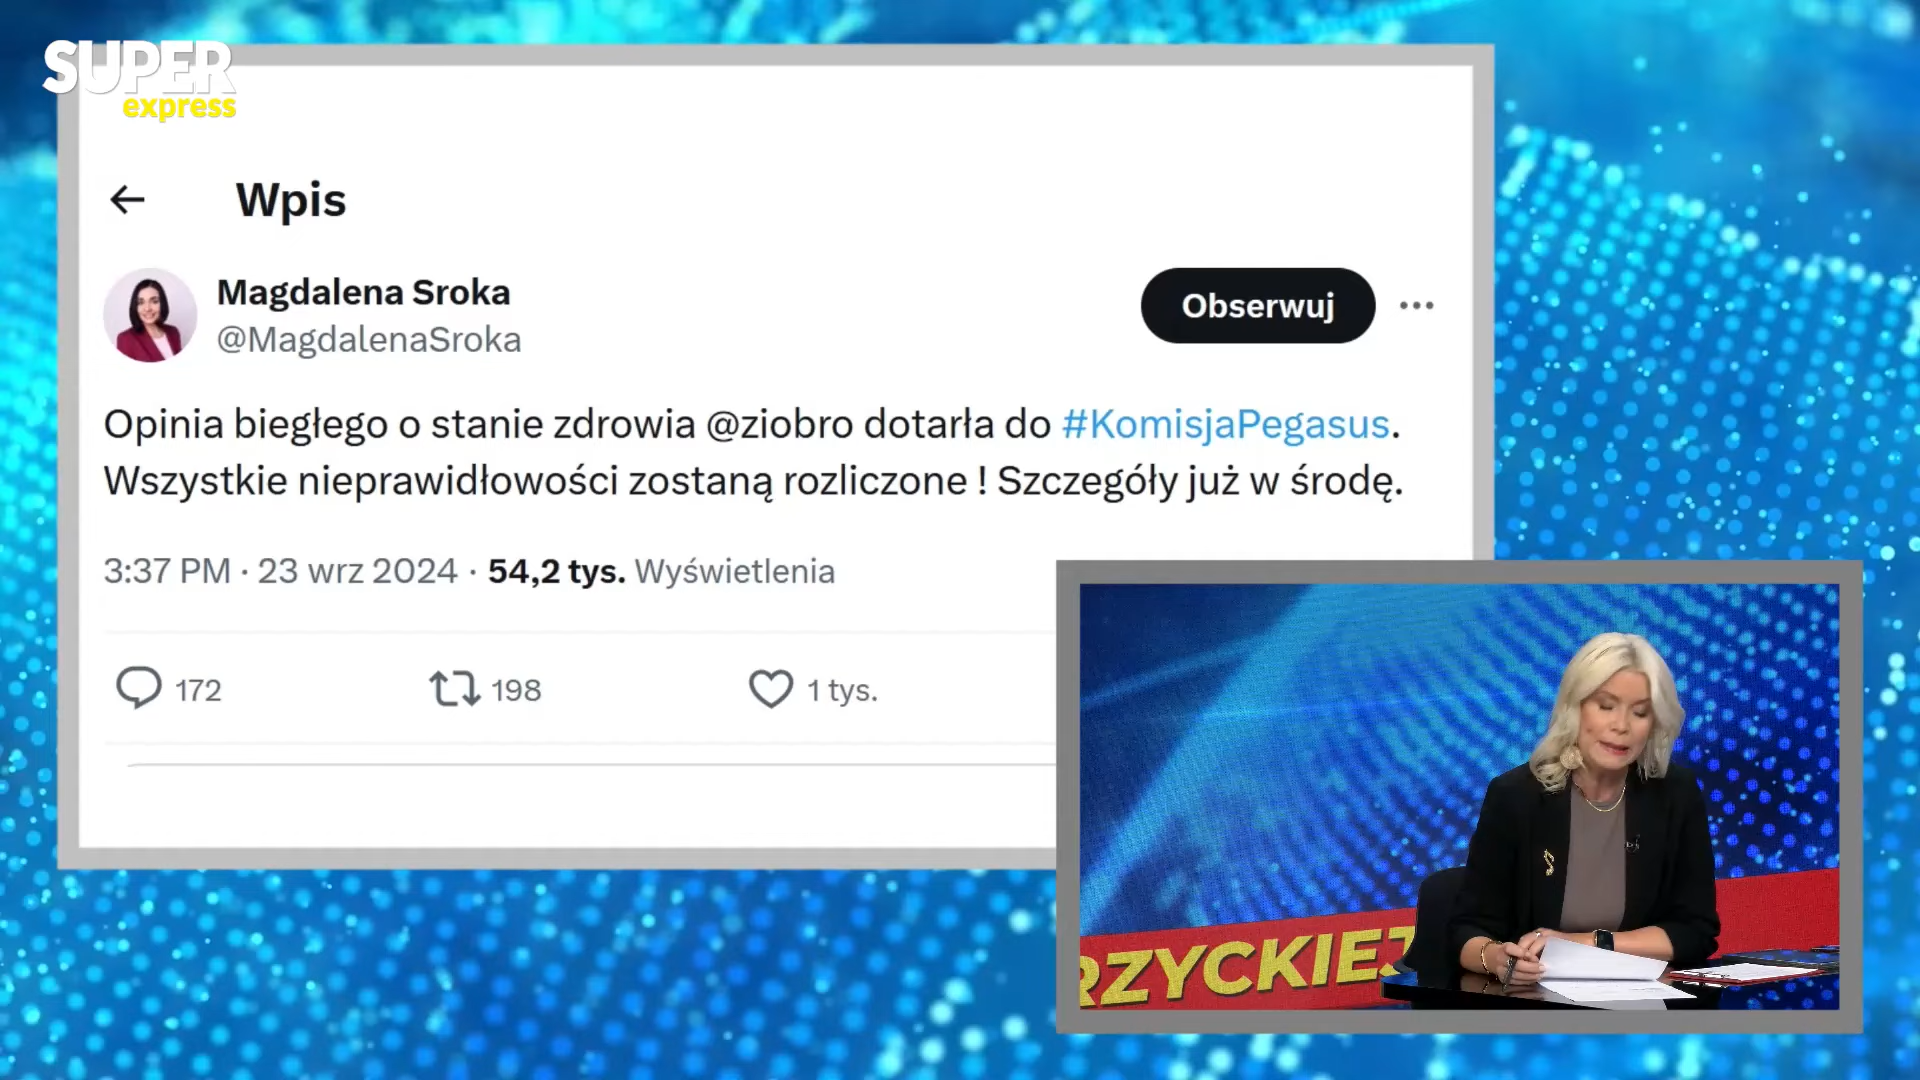 SUPER
express
Wpis
Magdalena Sroka
@MagdalenaSroka
Obserwuj
Opinia biegłego o stanie zdrowia @ziobro dotarła do #KomisjaPegasus.
Wszystkie nieprawidłowości zostaną rozliczone ! Szczegóły już w środę.
3:37 PM · 23 wrz 2024 · 54,2 tys. Wyświetlenia
172 198 1 tys.
RZYCKIEJ